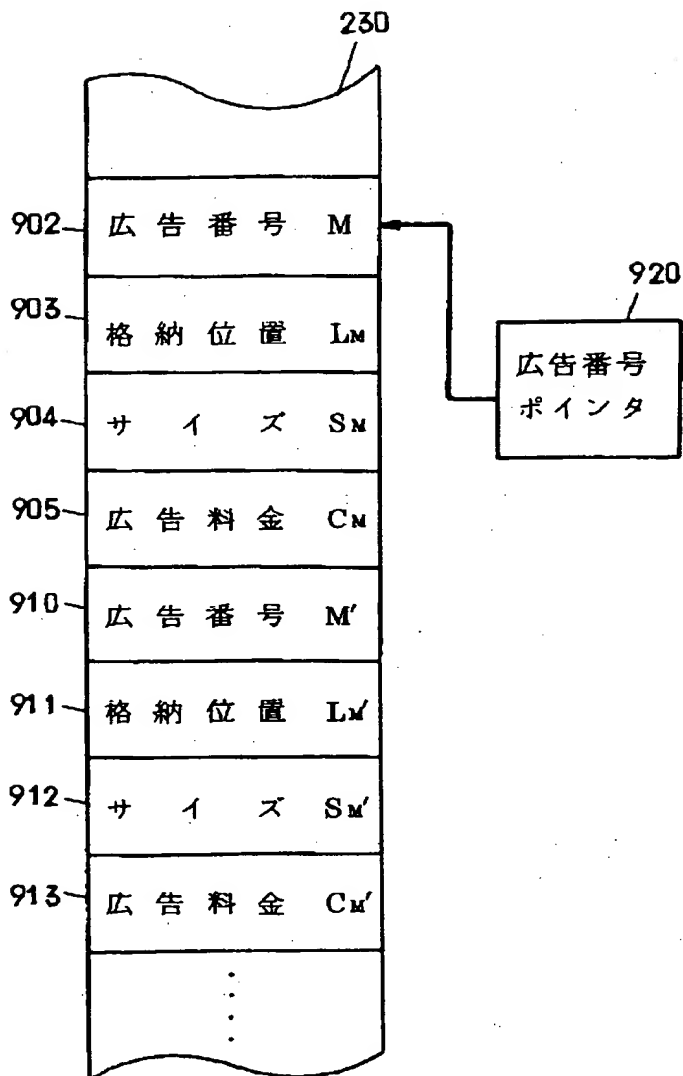 230
902 広告番号 M
903 格納位置 LM
904 サイズ SM
905 広告料金 CM
910 広告番号 M'
911 格納位置 LM'
912 サイズ SM'
913 広告料金 CM'
920
広告番号
ポインタ